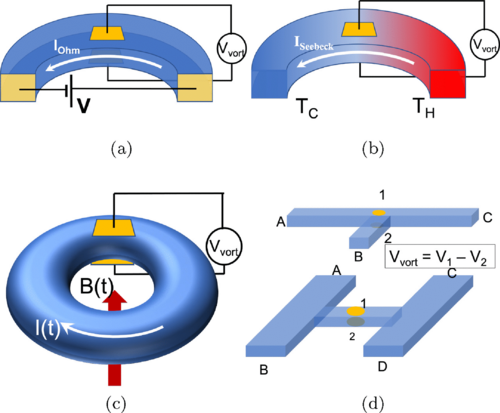 I_Ohm
V_vort
V
(a)
I_Seebeck
V_vort
T_C
T_H
(b)
B(t)
I(t)
V_vort
(c)
1
A
C
2
B
V_vort = V_1 – V_2
A
C
1
2
B
D
(d)